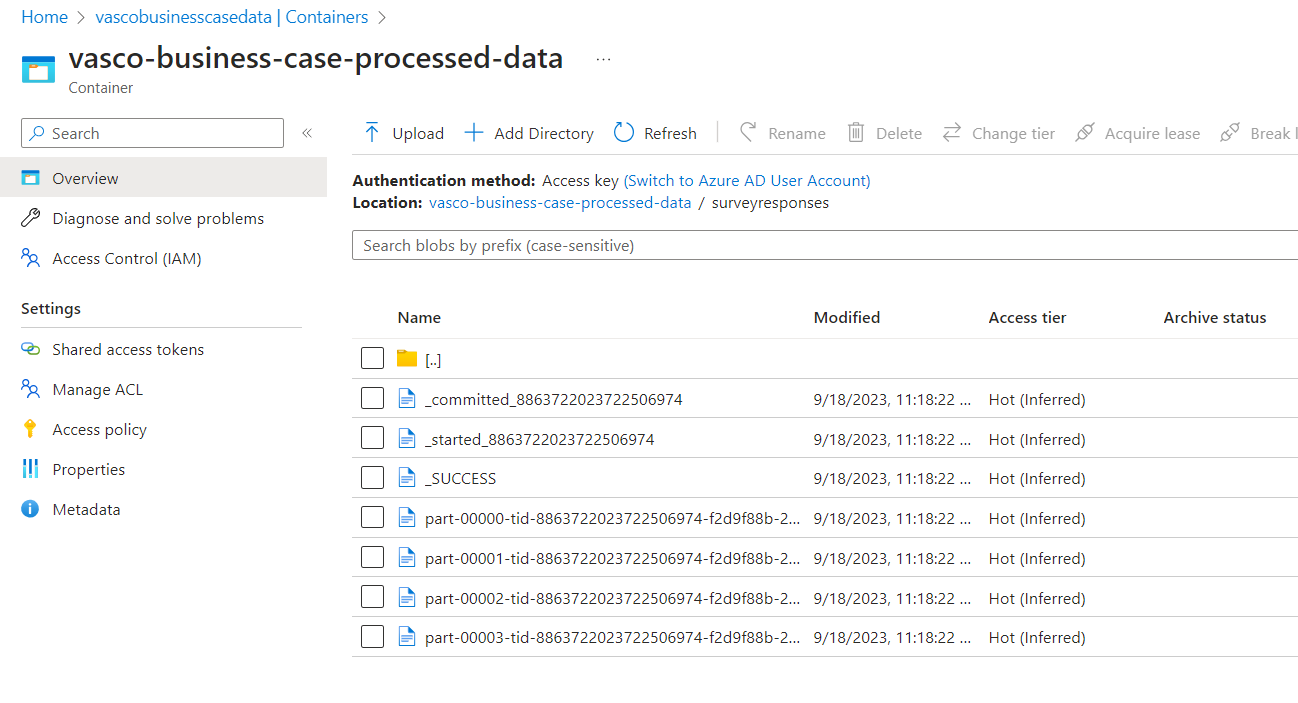 Home > vascobusinesscasedata | Containers >
vasco-business-case-processed-data ...
Container
Search «
Overview
Diagnose and solve problems
Access Control (IAM)
Settings
Shared access tokens
Manage ACL
Access policy
Properties
Metadata
Upload Add Directory Refresh Rename Delete Change tier Acquire lease Break l
Authentication method: Access key (Switch to Azure AD User Account)
Location: vasco-business-case-processed-data / surveyresponses
Search blobs by prefix (case-sensitive)
Name Modified Access tier Archive status
[..]
_committed_8863722023722506974 9/18/2023, 11:18:22 ... Hot (Inferred)
_started_8863722023722506974 9/18/2023, 11:18:22 ... Hot (Inferred)
_SUCCESS 9/18/2023, 11:18:22 ... Hot (Inferred)
part-00000-tid-8863722023722506974-f2d9f88b-2... 9/18/2023, 11:18:22 ... Hot (Inferred)
part-00001-tid-8863722023722506974-f2d9f88b-2... 9/18/2023, 11:18:22 ... Hot (Inferred)
part-00002-tid-8863722023722506974-f2d9f88b-2... 9/18/2023, 11:18:22 ... Hot (Inferred)
part-00003-tid-8863722023722506974-f2d9f88b-2... 9/18/2023, 11:18:22 ... Hot (Inferred)